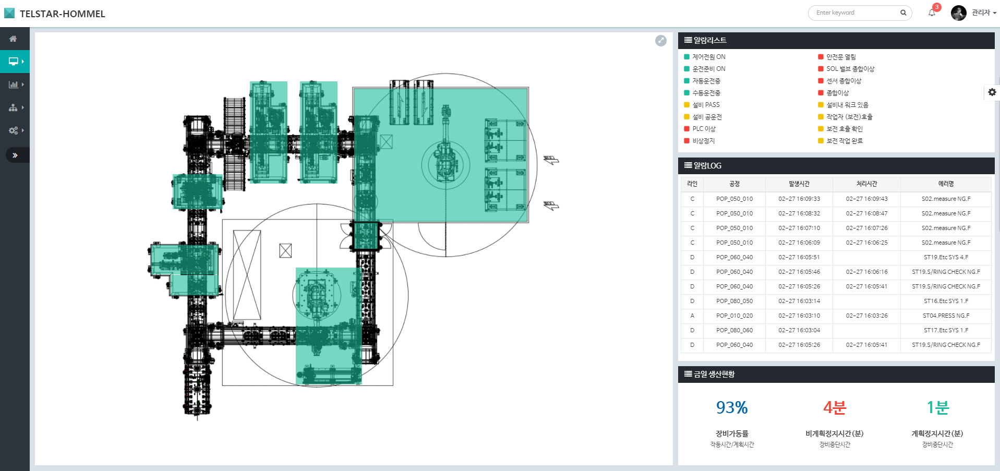 TELSTAR-HOMMEL
Enter keyword
3
관리자
알람리스트
제어전원 ON
안전문 열림
운전준비 ON
SOL 밸브 종합이상
자동운전중
센서 종합이상
수동운전중
종합이상
설비 PASS
설비내 워크 있음
설비 공운전
작업자 (보전)호출
PLC 이상
보전 호출 확인
비상정지
보전 작업 완료
알람LOG
라인 공정 발생시간 처리시간 에러명
C POP_050_010 02-27 16:09:33 02-27 16:09:43 S02.measure NG.F
C POP_050_010 02-27 16:08:32 02-27 16:08:47 S02.measure NG.F
C POP_050_010 02-27 16:07:10 02-27 16:07:26 S02.measure NG.F
C POP_050_010 02-27 16:06:09 02-27 16:06:25 S02.measure NG.F
D POP_060_040 02-27 16:05:51 ST19.Etc SYS 4.F
D POP_060_040 02-27 16:05:46 02-27 16:06:16 ST19.S/RING CHECK NG.F
D POP_060_040 02-27 16:05:26 02-27 16:05:41 ST19.S/RING CHECK NG.F
D POP_080_050 02-27 16:03:14 ST16.Etc SYS 1.F
A POP_010_020 02-27 16:03:10 02-27 16:03:26 ST04.PRESS NG.F
D POP_080_060 02-27 16:03:04 ST17.Etc SYS 1.F
D POP_060_040 02-27 16:05:26 02-27 16:05:41 ST19.S/RING CHECK NG.F
금일 생산현황
93% 4분 1분
장비가동률 비계획정지시간(분) 계획정지시간(분)
작동시간/계획시간 장비중단시간 장비중단시간